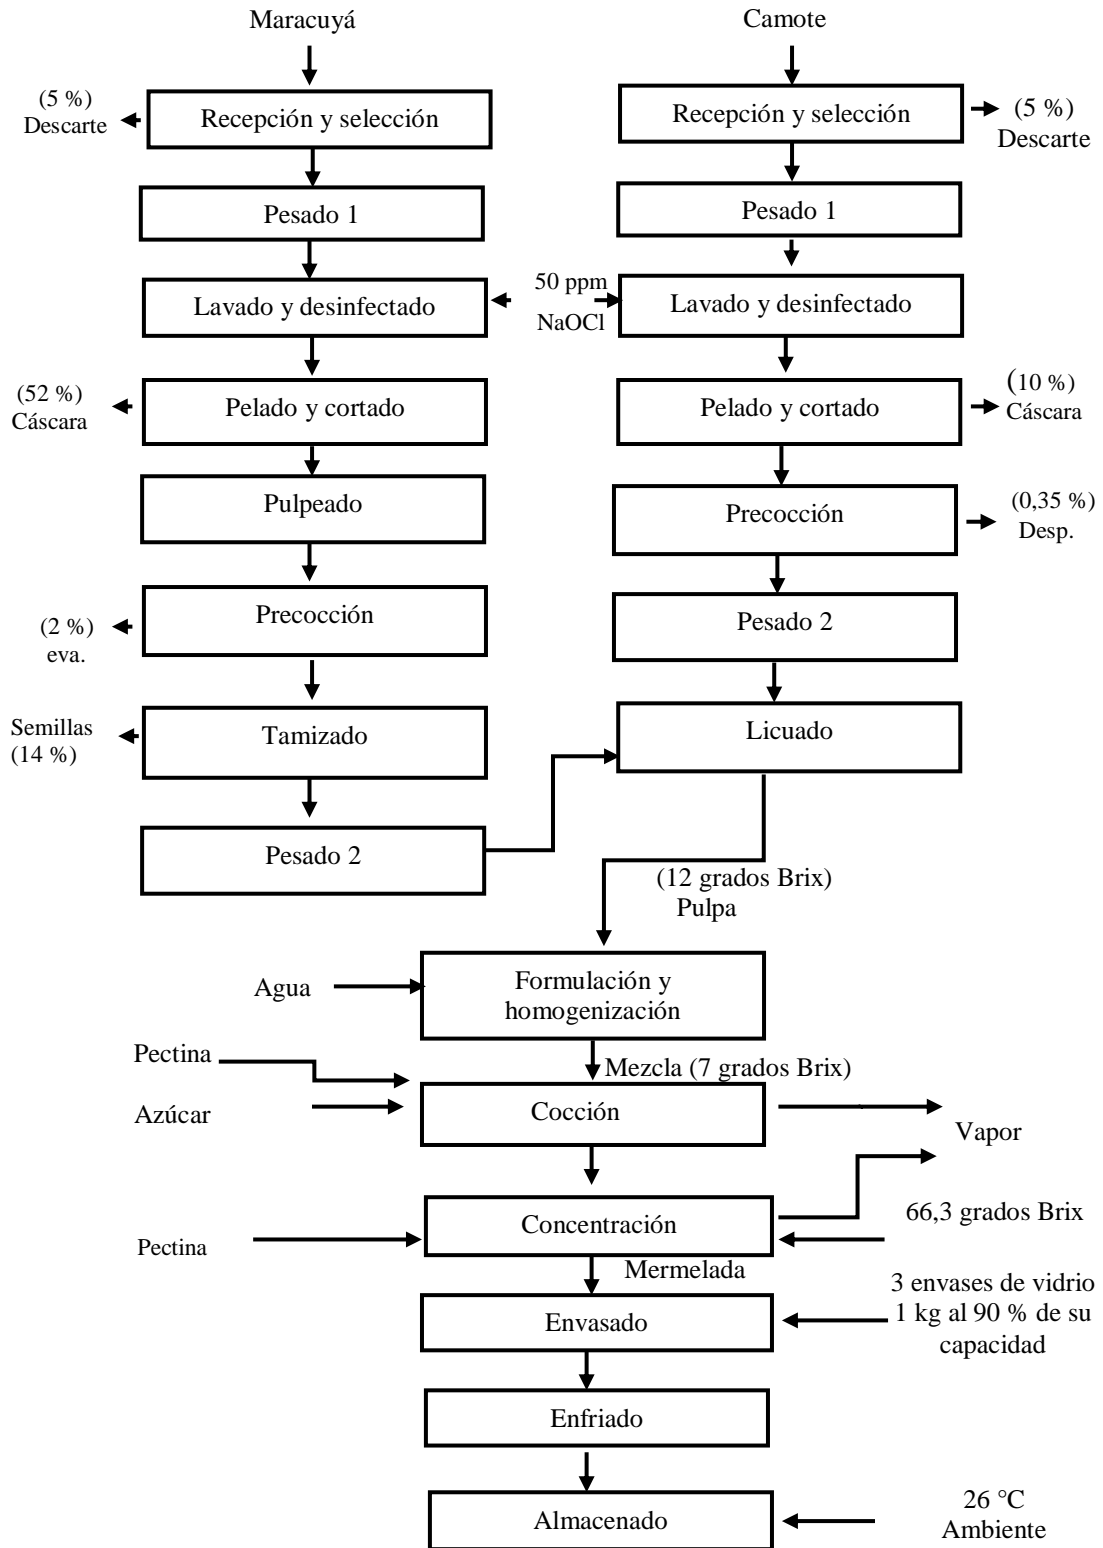 Maracuyá
Camote
(5 %)
Descarte
Recepción y selección
Recepción y selección
(5 %)
Descarte
Pesado 1
Pesado 1
Lavado y desinfectado
50 ppm
NaOCl
Lavado y desinfectado
(52 %)
Cáscara
Pelado y cortado
Pelado y cortado
(10 %)
Cáscara
Pulpeado
Precocción
(0,35 %)
Desp.
(2 %)
eva.
Precocción
Pesado 2
Semillas
(14 %)
Tamizado
Licuado
Pesado 2
(12 grados Brix)
Pulpa
Agua
Formulación y
homogenización
Pectina
Mezcla (7 grados Brix)
Azúcar
Cocción
Vapor
Concentración
66,3 grados Brix
Pectina
Mermelada
Envasado
3 envases de vidrio
1 kg al 90 % de su
capacidad
Enfriado
Almacenado
26 °C
Ambiente